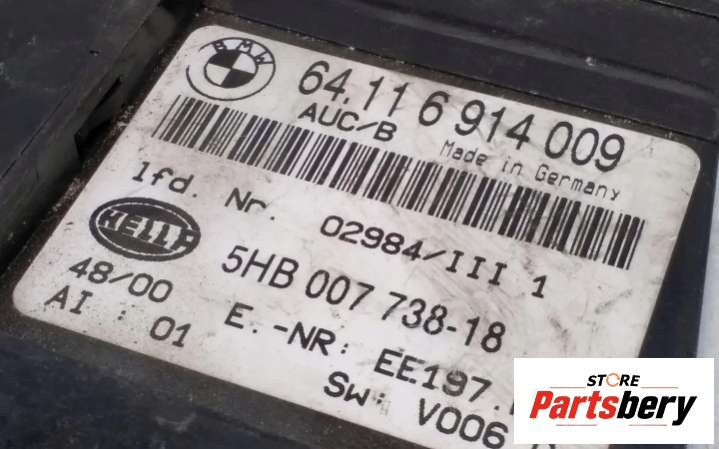 BMW
64.11 6 914 009
AUC/B
Made in Germany
lfd. Nr. 02984/III 1
HELLA
5HB 007 738-18
48/00
AI : 01
E.-NR: EE197.
SW: V006
STORE
Partsbery